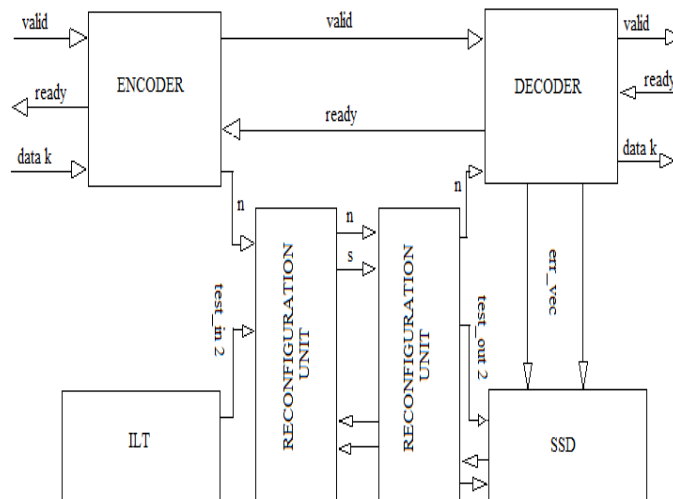 valid
valid
valid
ENCODER
DECODER
ready
ready
ready
data k
data k
n
n
n
s
RECONFIGURATION
UNIT
RECONFIGURATION
UNIT
test_in 2
test_out 2
err_vec
ILT
SSD